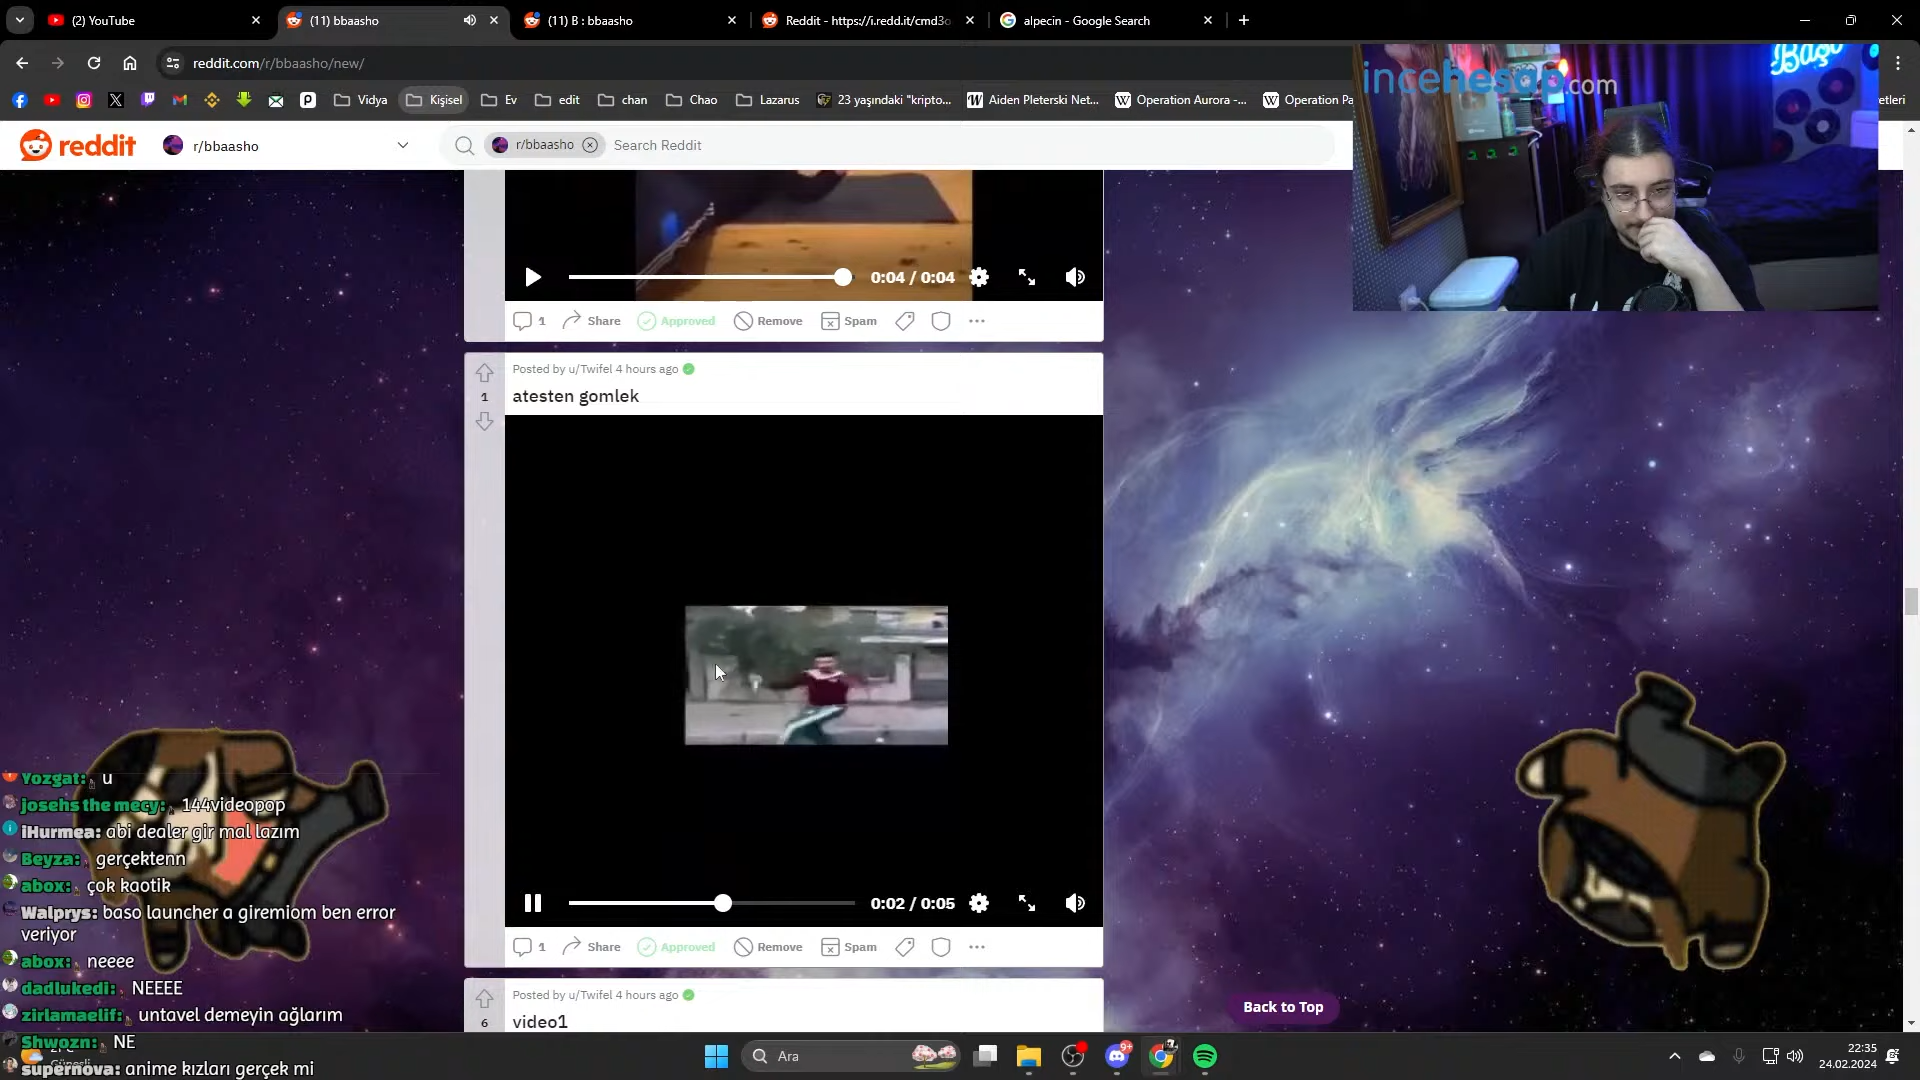 (2) YouTube
(11) bbaasho
(11) B : bbaasho
Reddit - https://i.redd.it/cmd3o
alpecin - Google Search
reddit.com/r/bbaasho/new/
Vidya
Kişisel
Ev
edit
chan
Chao
Lazarus
23 yaşındaki "kripto...
Aiden Pleterski Net...
Operation Aurora -...
Operation Pa
etleri
incehesap.com
Başo
reddit
r/bbaasho
r/bbaasho
Search Reddit
0:04 / 0:04
1
Share
Approved
Remove
Spam
Posted by u/Twifel 4 hours ago
1
atesten gomlek
0:02 / 0:05
1
Share
Approved
Remove
Spam
Posted by u/Twifel 4 hours ago
6
video1
Back to Top
Yozgat: u
josehs the mecy: 144videopop
iHurmea: abi dealer gir mal lazım
Beyza: gerçektenn
abox: çok kaotik
Walprys: baso launcher a giremiom ben error
veriyor
abox: neeee
dadlukedi: NEEEE
zirlamaelif: untavel demeyin ağlarım
Shwozn: NE
supernova: anime kızları gerçek mi
Ara
9+
22:35
24.02.2024